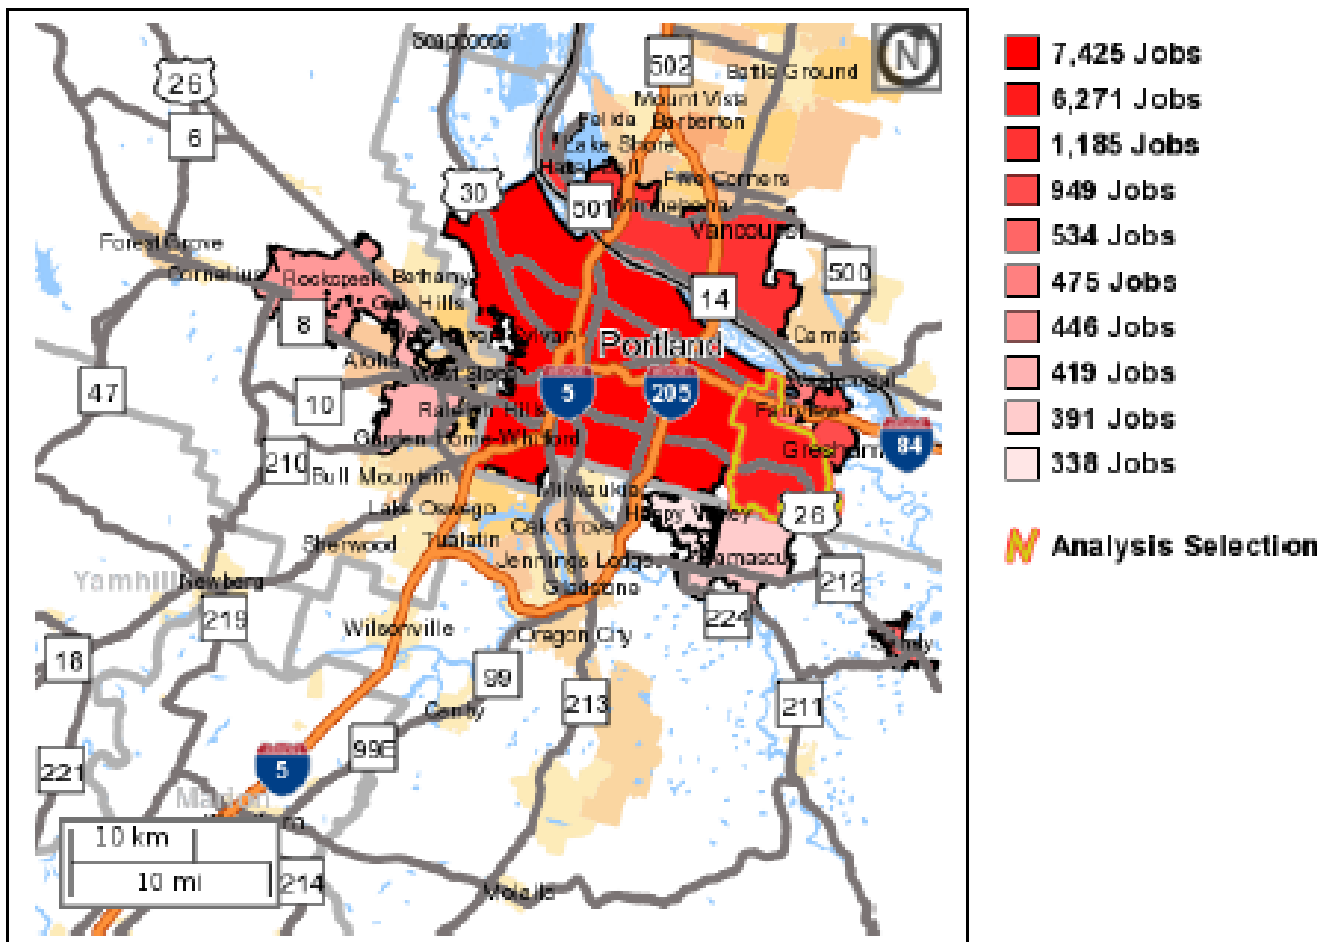 Scappoose
26
502
Battle Ground
6
Mount Vista
Felida Barberton
Lake Shore
Hazel Dell
30
Five Corners
501
Minnehaha
Vancouver
Forest Grove
Cornelius
Rockcreek
Bethany
500
Oak Hills
14
8
Sylvan
Camas
Portland
Aloha
West Slope
Washougal
47
10
5
205
Raleigh Hills
Fairview
Garden Home-Whitford
84
Gresham
210
Bull Mountain
Milwaukie
Lake Oswego
Happy Valley
26
Oak Grove
Sherwood
Tualatin
Jennings Lodge
Damascus
Yamhill
Newberg
212
Gladstone
219
224
Wilsonville
Oregon City
Sandy
18
99
213
211
Canby
99E
221
5
Marion
10 km
10 mi
214
Molalla
N
7,425 Jobs
6,271 Jobs
1,185 Jobs
949 Jobs
534 Jobs
475 Jobs
446 Jobs
419 Jobs
391 Jobs
338 Jobs
N Analysis Selection